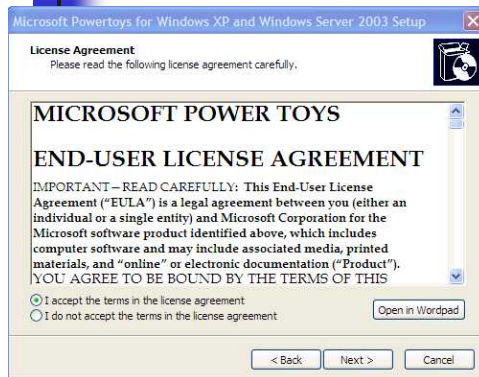 Microsoft Powertoys for Windows XP and Windows Server 2003 Setup
License Agreement
Please read the following license agreement carefully.
MICROSOFT POWER TOYS
END-USER LICENSE AGREEMENT
IMPORTANT—READ CAREFULLY: This End-User License
Agreement (“EULA”) is a legal agreement between you (either an
individual or a single entity) and Microsoft Corporation for the
Microsoft software product identified above, which includes
computer software and may include associated media, printed
materials, and “online” or electronic documentation (“Product”).
YOU AGREE TO BE BOUND BY THE TERMS OF THIS
I accept the terms in the license agreement
I do not accept the terms in the license agreement
Open in Wordpad
< Back
Next >
Cancel